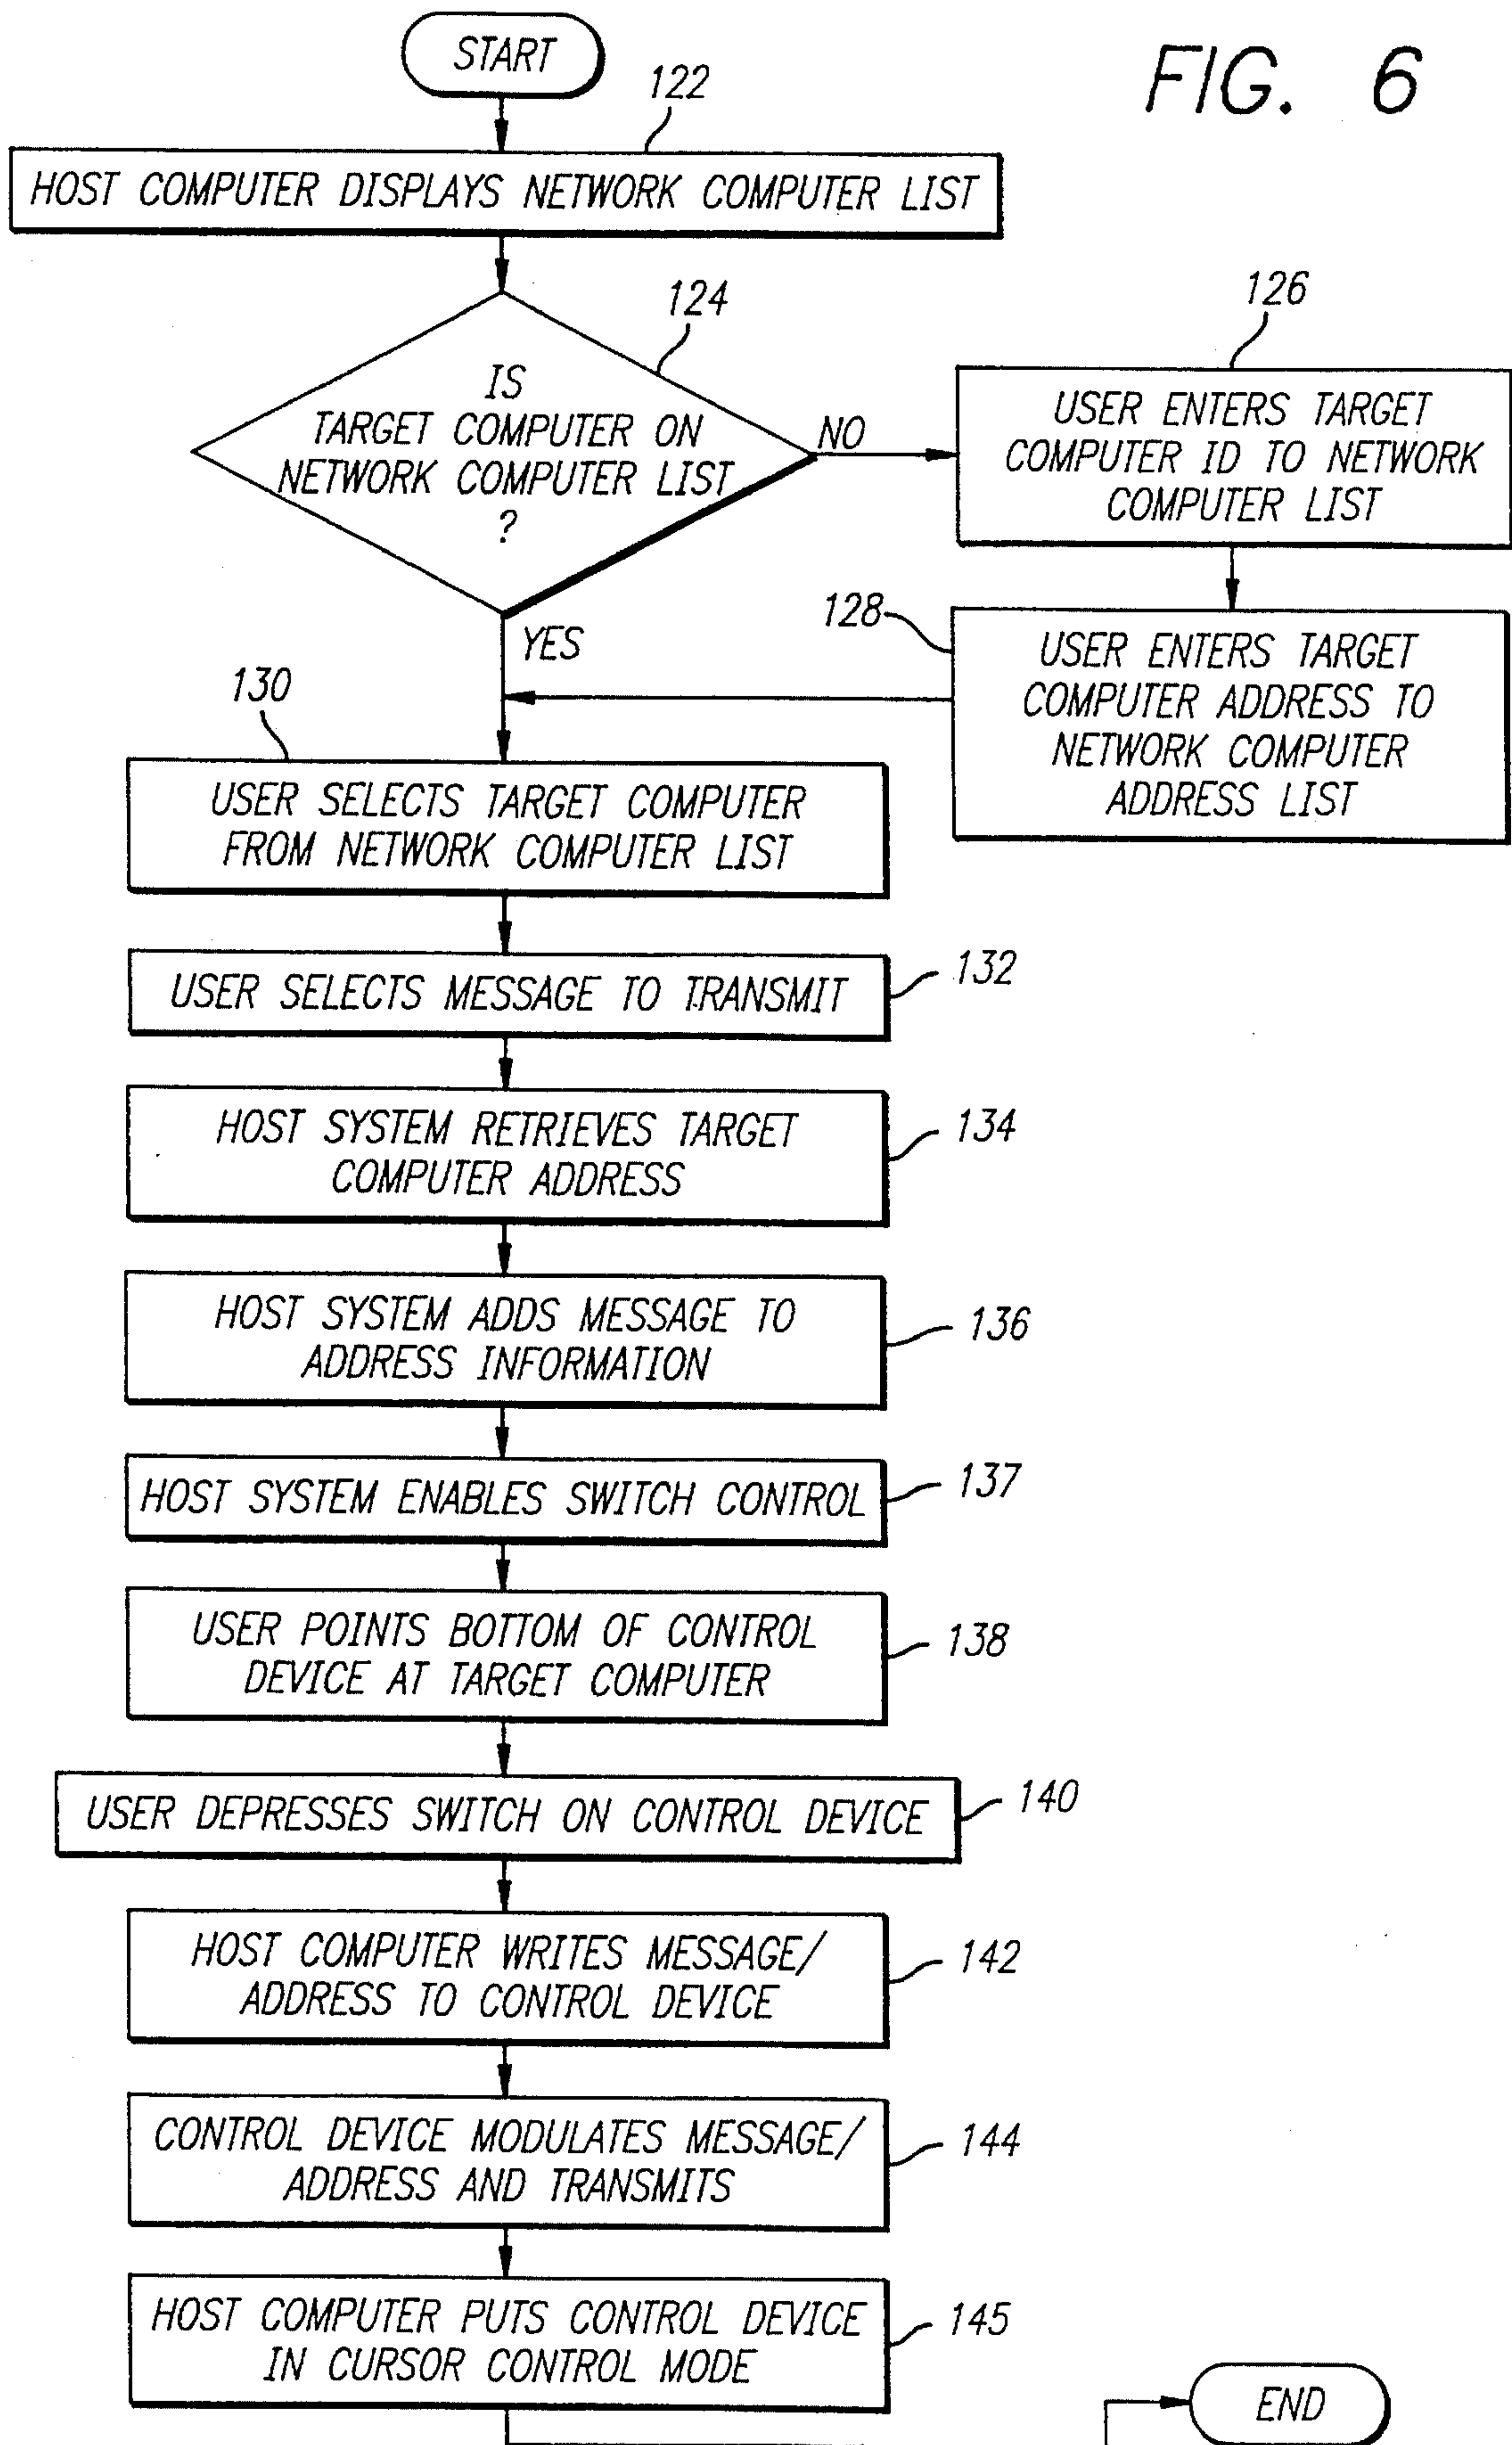 FIG. 6
START
122
HOST COMPUTER DISPLAYS NETWORK COMPUTER LIST
124
IS
TARGET COMPUTER ON
NETWORK COMPUTER LIST
?
NO
126
USER ENTERS TARGET
COMPUTER ID TO NETWORK
COMPUTER LIST
YES
128
USER ENTERS TARGET
COMPUTER ADDRESS TO
NETWORK COMPUTER
ADDRESS LIST
130
USER SELECTS TARGET COMPUTER
FROM NETWORK COMPUTER LIST
USER SELECTS MESSAGE TO TRANSMIT
132
HOST SYSTEM RETRIEVES TARGET
COMPUTER ADDRESS
134
HOST SYSTEM ADDS MESSAGE TO
ADDRESS INFORMATION
136
HOST SYSTEM ENABLES SWITCH CONTROL
137
USER POINTS BOTTOM OF CONTROL
DEVICE AT TARGET COMPUTER
138
USER DEPRESSES SWITCH ON CONTROL DEVICE
140
HOST COMPUTER WRITES MESSAGE/
ADDRESS TO CONTROL DEVICE
142
CONTROL DEVICE MODULATES MESSAGE/
ADDRESS AND TRANSMITS
144
HOST COMPUTER PUTS CONTROL DEVICE
IN CURSOR CONTROL MODE
145
END